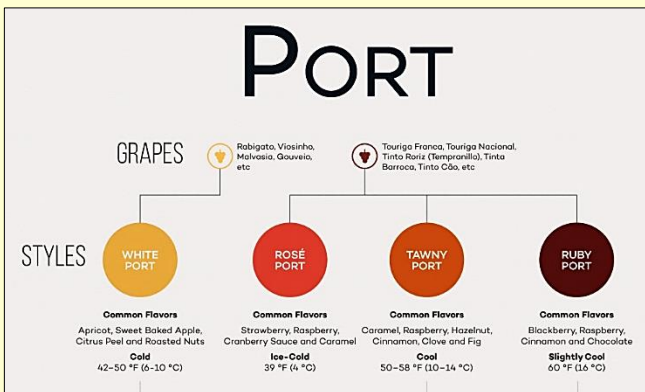 PORT
GRAPES
Rabigato, Viosinho,
Malvasia, Gouveio,
etc
Touriga Franca, Touriga Nacional,
Tinto Roriz (Tempranillo), Tinta
Barroca, Tinto Cão, etc
STYLES
WHITE
PORT
ROSÉ
PORT
TAWNY
PORT
RUBY
PORT
Common Flavors
Apricot, Sweet Baked Apple,
Citrus Peel and Roasted Nuts
Cold
42–50 °F (6-10 °C)
Common Flavors
Strawberry, Raspberry,
Cranberry Sauce and Caramel
Ice-Cold
39 °F (4 °C)
Common Flavors
Caramel, Raspberry, Hazelnut,
Cinnamon, Clove and Fig
Cool
50–58 °F (10–14 °C)
Common Flavors
Blackberry, Raspberry,
Cinnamon and Chocolate
Slightly Cool
60 °F (16 °C)